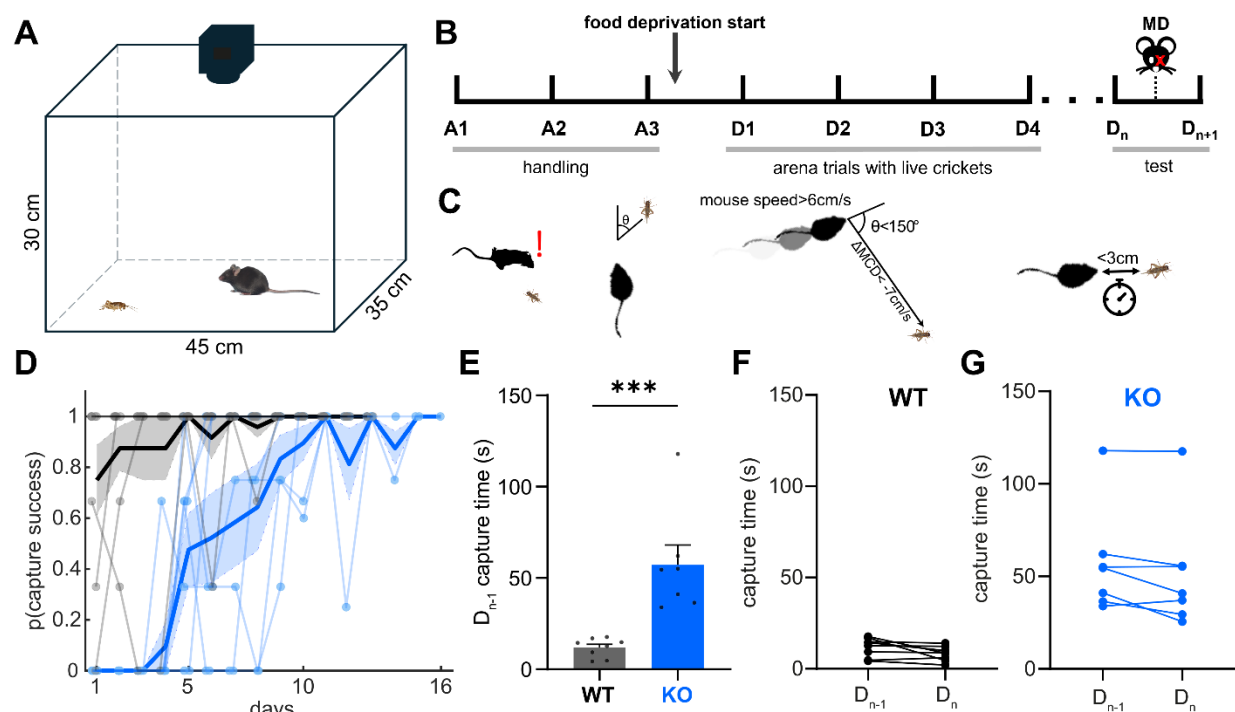 A
30 cm
45 cm
35 cm
B
food deprivation start
MD
A1 A2 A3 D1 D2 D3 D4 Dn Dn+1
handling arena trials with live crickets test
C
!
θ
mouse speed>6cm/s
θ<150°
ΔMCD< -7cm/s
<3cm
D
p(capture success)
1
0.8
0.6
0.4
0.2
0
1 5 10 16
days
E
***
Dn-1 capture time (s)
150
100
50
0
WT KO
F
WT
capture time (s)
150
100
50
0
Dn-1 Dn
G
KO
capture time (s)
150
100
50
0
Dn-1 Dn